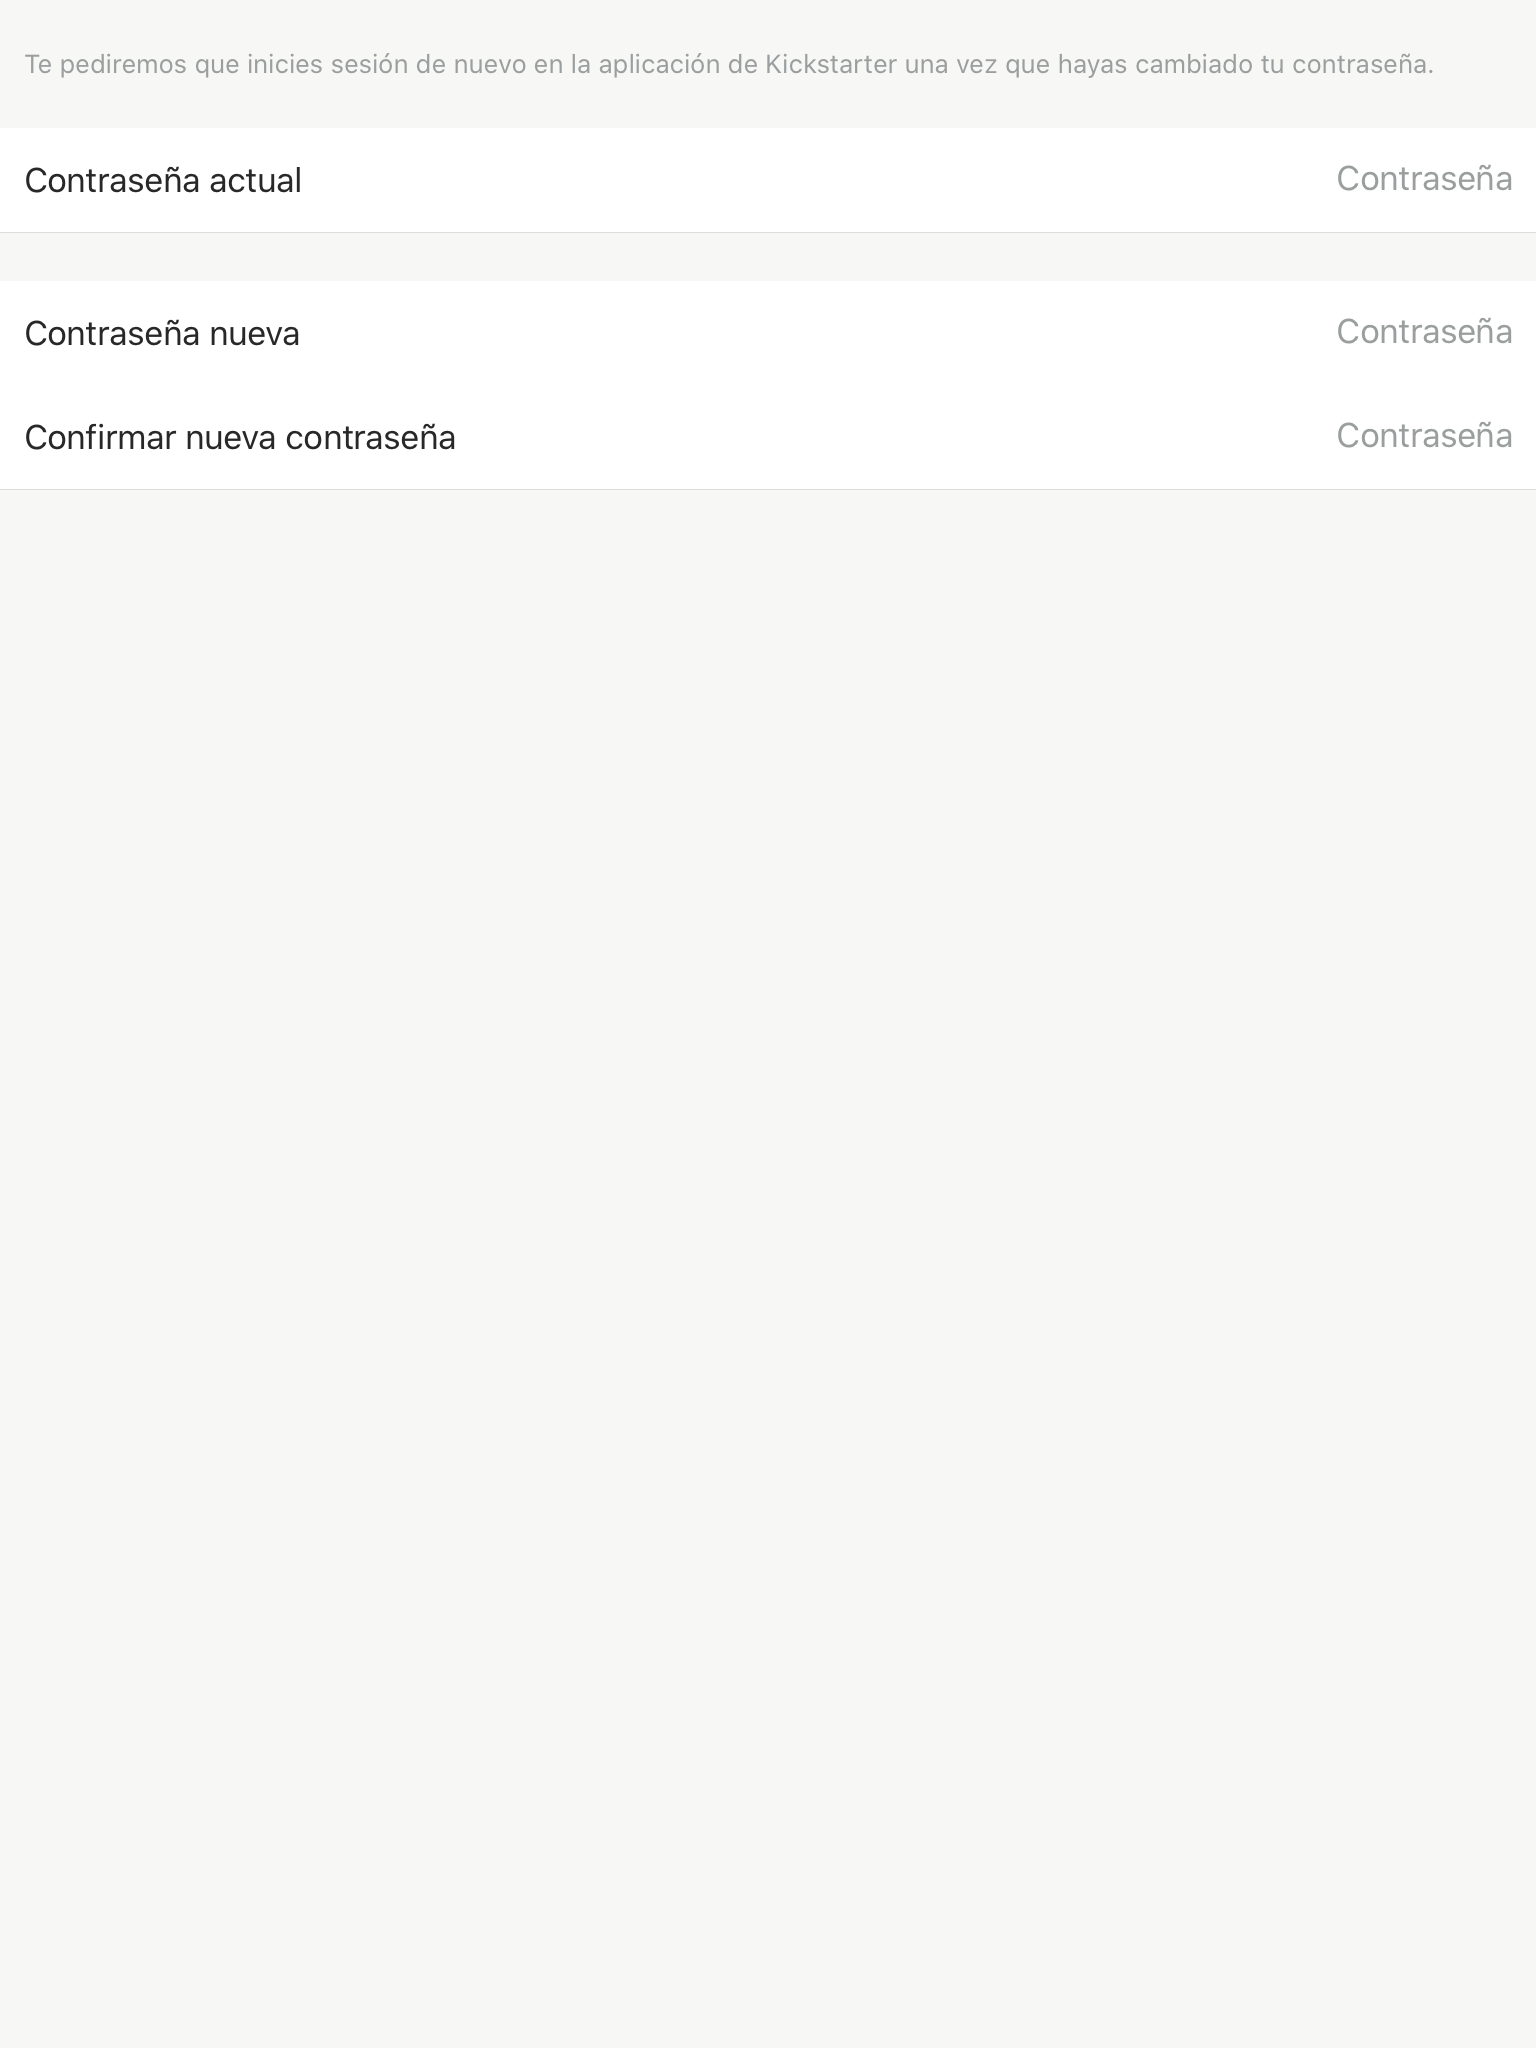 Te pediremos que inicies sesión de nuevo en la aplicación de Kickstarter una vez que hayas cambiado tu contraseña.
Contraseña actual Contraseña
Contraseña nueva Contraseña
Confirmar nueva contraseña Contraseña